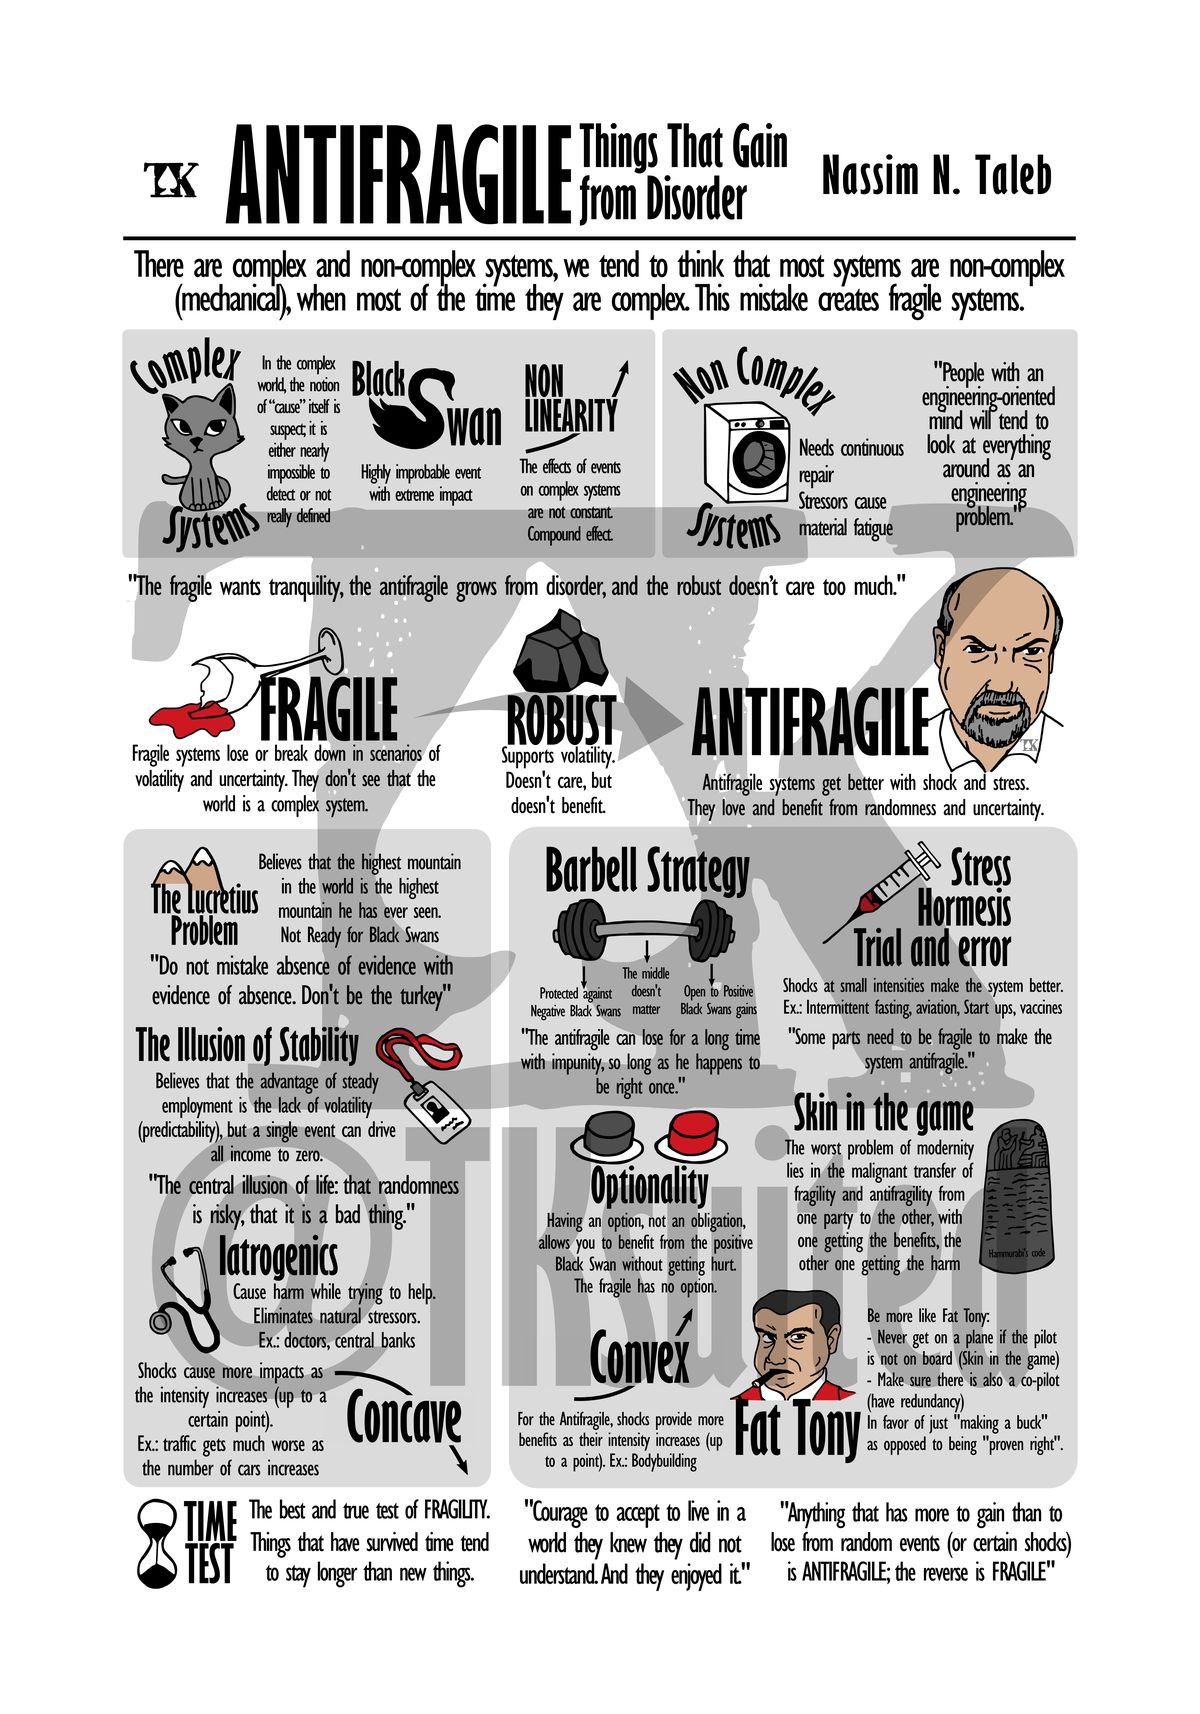 TK
ANTIFRAGILE
Things That Gain
from Disorder
Nassim N. Taleb
There are complex and non-complex systems, we tend to think that most systems are non-complex
(mechanical), when most of the time they are complex. This mistake creates fragile systems.
Complex
Systems
In the complex
world, the notion
of “cause” itself is
suspect; it is
either nearly
impossible to
detect or not
really defined
Black
Swan
Highly improbable event
with extreme impact
NON
LINEARITY
The effects of events
on complex systems
are not constant.
Compound effect.
Non Complex
Systems
Needs continuous
repair
Stressors cause
material fatigue
"People with an
engineering-oriented
mind will tend to
look at everything
around as an
engineering
problem."
"The fragile wants tranquility, the antifragile grows from disorder, and the robust doesn't care too much."
FRAGILE
Fragile systems lose or break down in scenarios of
volatility and uncertainty. They don't see that the
world is a complex system.
ROBUST
Supports volatility.
Doesn't care, but
doesn't benefit.
ANTIFRAGILE
TK
Antifragile systems get better with shock and stress.
They love and benefit from randomness and uncertainty.
The Lucretius
Problem
Believes that the highest mountain
in the world is the highest
mountain he has ever seen.
Not Ready for Black Swans
"Do not mistake absence of evidence with
evidence of absence. Don't be the turkey"
The Illusion of Stability
Believes that the advantage of steady
employment is the lack of volatility
(predictability), but a single event can drive
all income to zero.
"The central illusion of life: that randomness
is risky, that it is a bad thing."
Iatrogenics
Cause harm while trying to help.
Eliminates natural stressors.
Ex.: doctors, central banks
Shocks cause more impacts as
the intensity increases (up to a
certain point).
Ex.: traffic gets much worse as
the number of cars increases
Concave
Barbell Strategy
Protected against
Negative Black Swans
The middle
doesn't
matter
Open to Positive
Black Swans gains
"The antifragile can lose for a long time
with impunity, so long as he happens to
be right once."
Optionality
Having an option, not an obligation,
allows you to benefit from the positive
Black Swan without getting hurt.
The fragile has no option.
Convex
For the Antifragile, shocks provide more
benefits as their intensity increases (up
to a point). Ex.: Bodybuilding
Stress
Hormesis
Trial and error
Shocks at small intensities make the system better.
Ex.: Intermittent fasting, aviation, Start ups, vaccines
"Some parts need to be fragile to make the
system antifragile."
Skin in the game
The worst problem of modernity
lies in the malignant transfer of
fragility and antifragility from
one party to the other, with
one getting the benefits, the
other one getting the harm
Hammurabi's code
Fat Tony
Be more like Fat Tony:
- Never get on a plane if the pilot
is not on board (Skin in the game)
- Make sure there is also a co-pilot
(have redundancy)
In favor of just "making a buck"
as opposed to being "proven right".
TIME
TEST
The best and true test of FRAGILITY.
Things that have survived time tend
to stay longer than new things.
"Courage to accept to live in a
world they knew they did not
understand. And they enjoyed it."
"Anything that has more to gain than to
lose from random events (or certain shocks)
is ANTIFRAGILE; the reverse is FRAGILE"
TK
@TKsuited